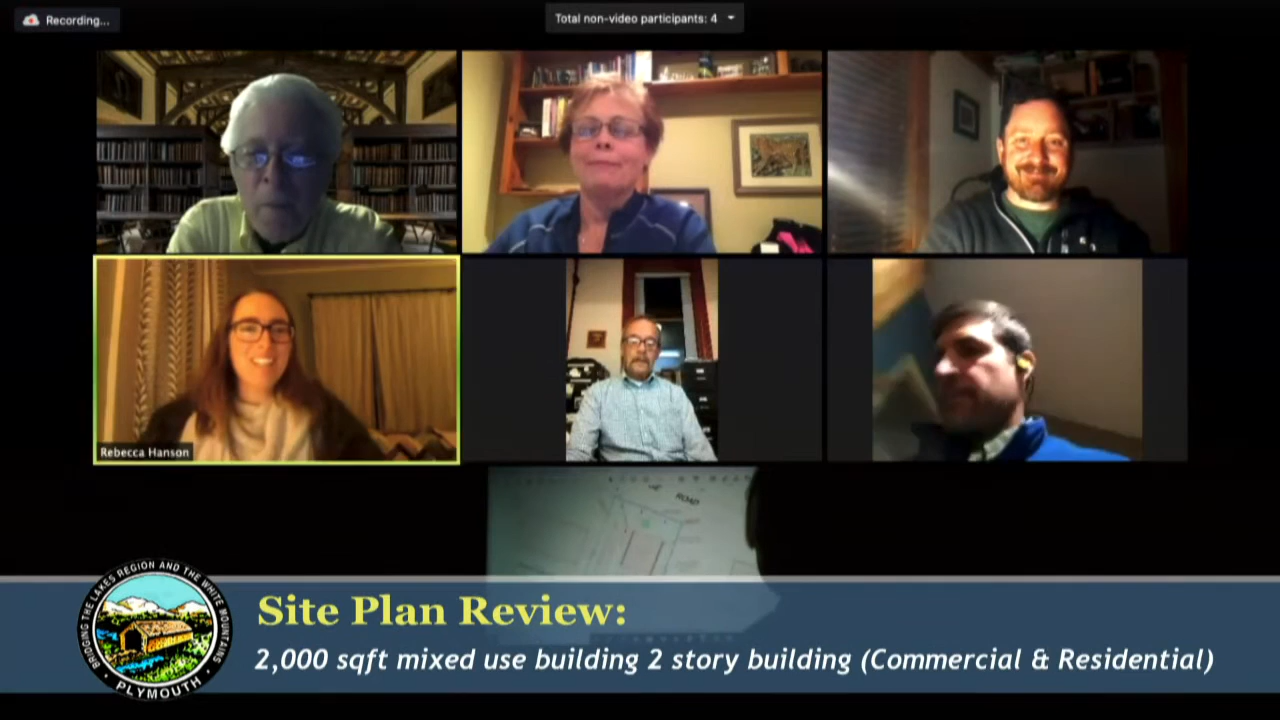 Recording...
Total non-video participants: 4
Rebecca Hanson
ROAD
BRIDGING THE LAKES REGION AND THE WHITE MOUNTAINS
· PLYMOUTH ·
Site Plan Review:
2,000 sqft mixed use building 2 story building (Commercial & Residential)